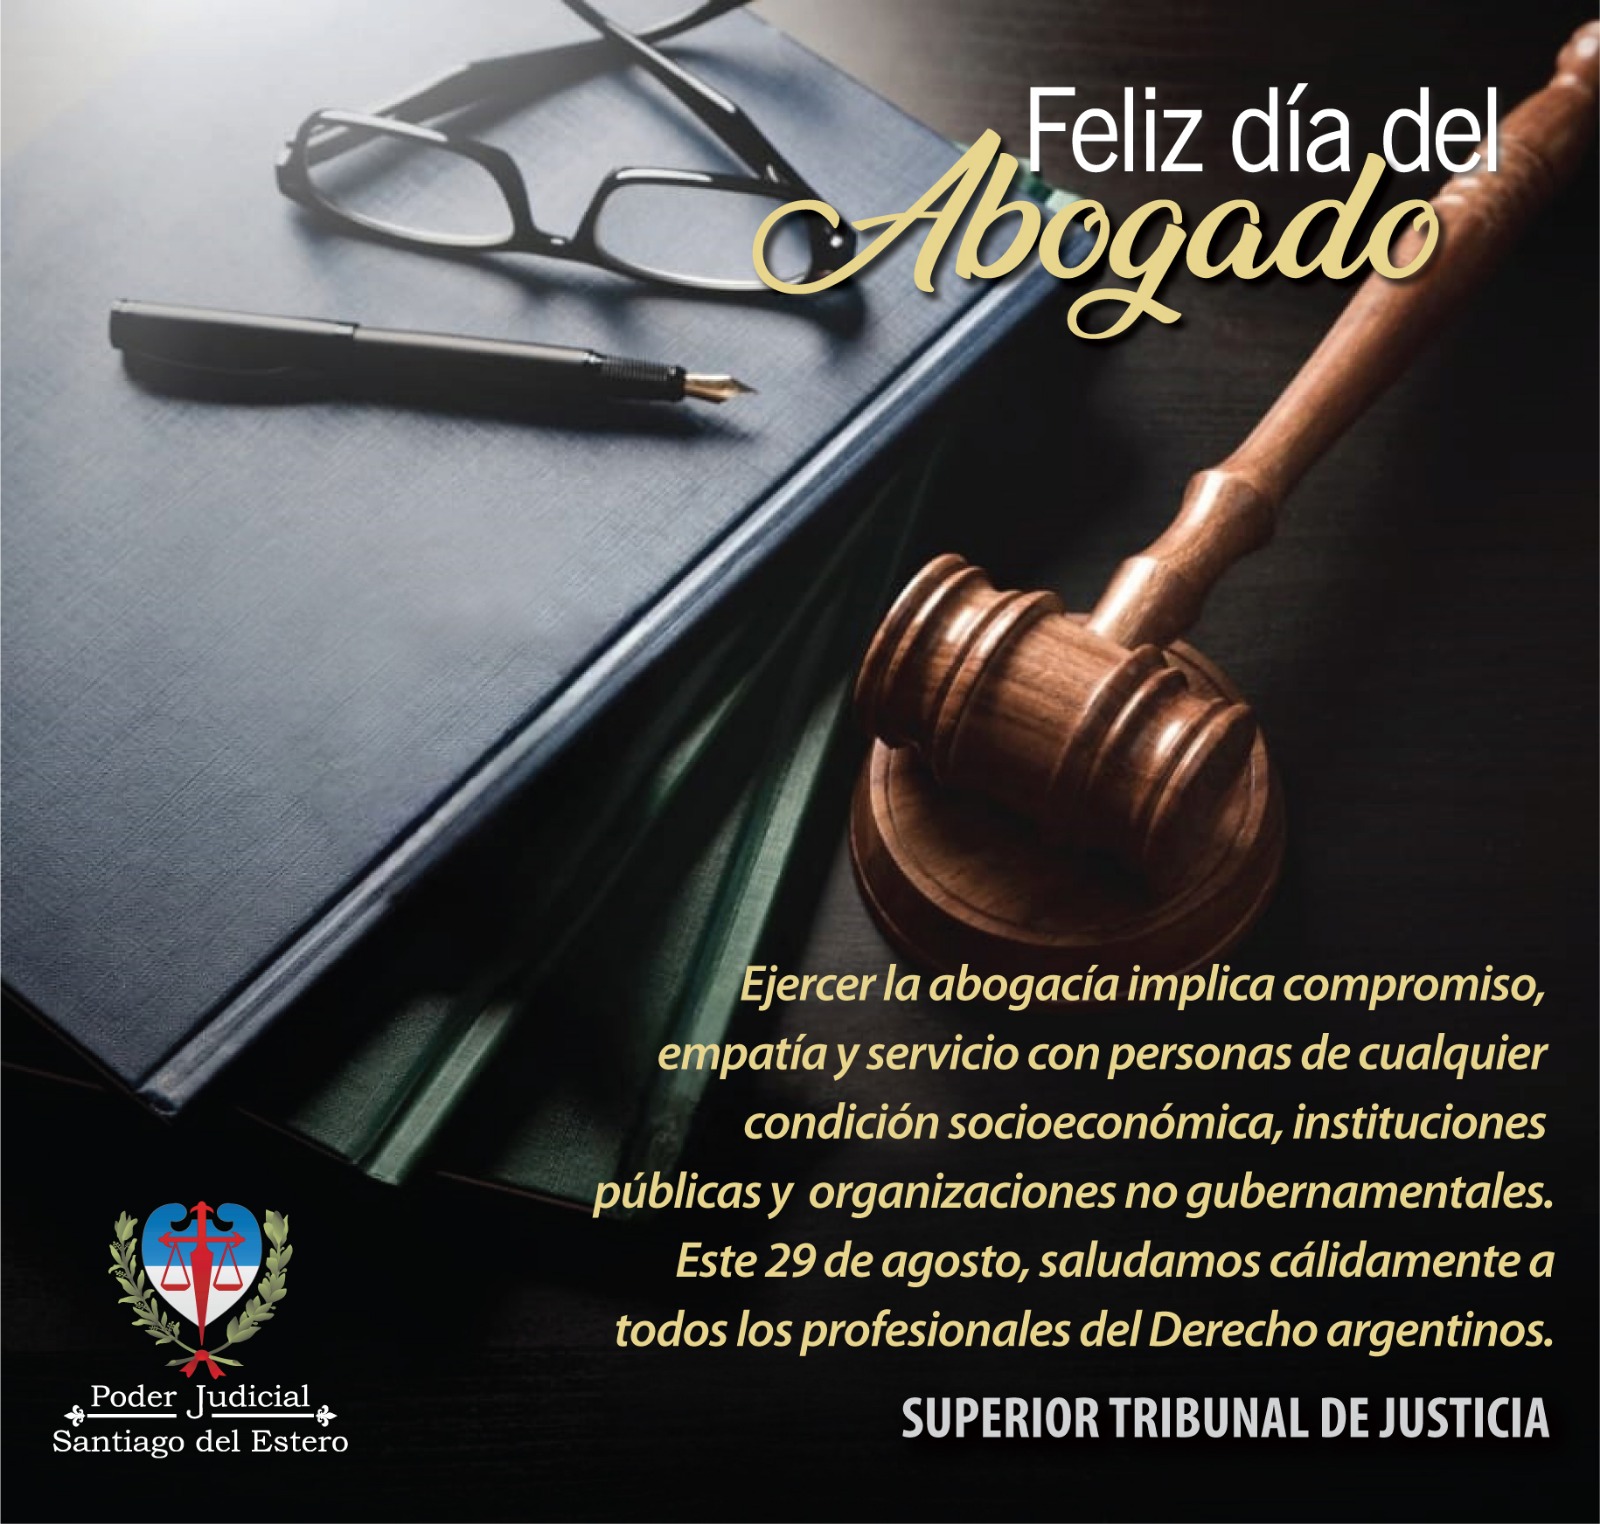 Feliz día del
Abogado
Ejercer la abogacía implica compromiso,
empatía y servicio con personas de cualquier
condición socioeconómica, instituciones
públicas y organizaciones no gubernamentales.
Este 29 de agosto, saludamos cálidamente a
todos los profesionales del Derecho argentinos.
SUPERIOR TRIBUNAL DE JUSTICIA
Poder Judicial
Santiago del Estero